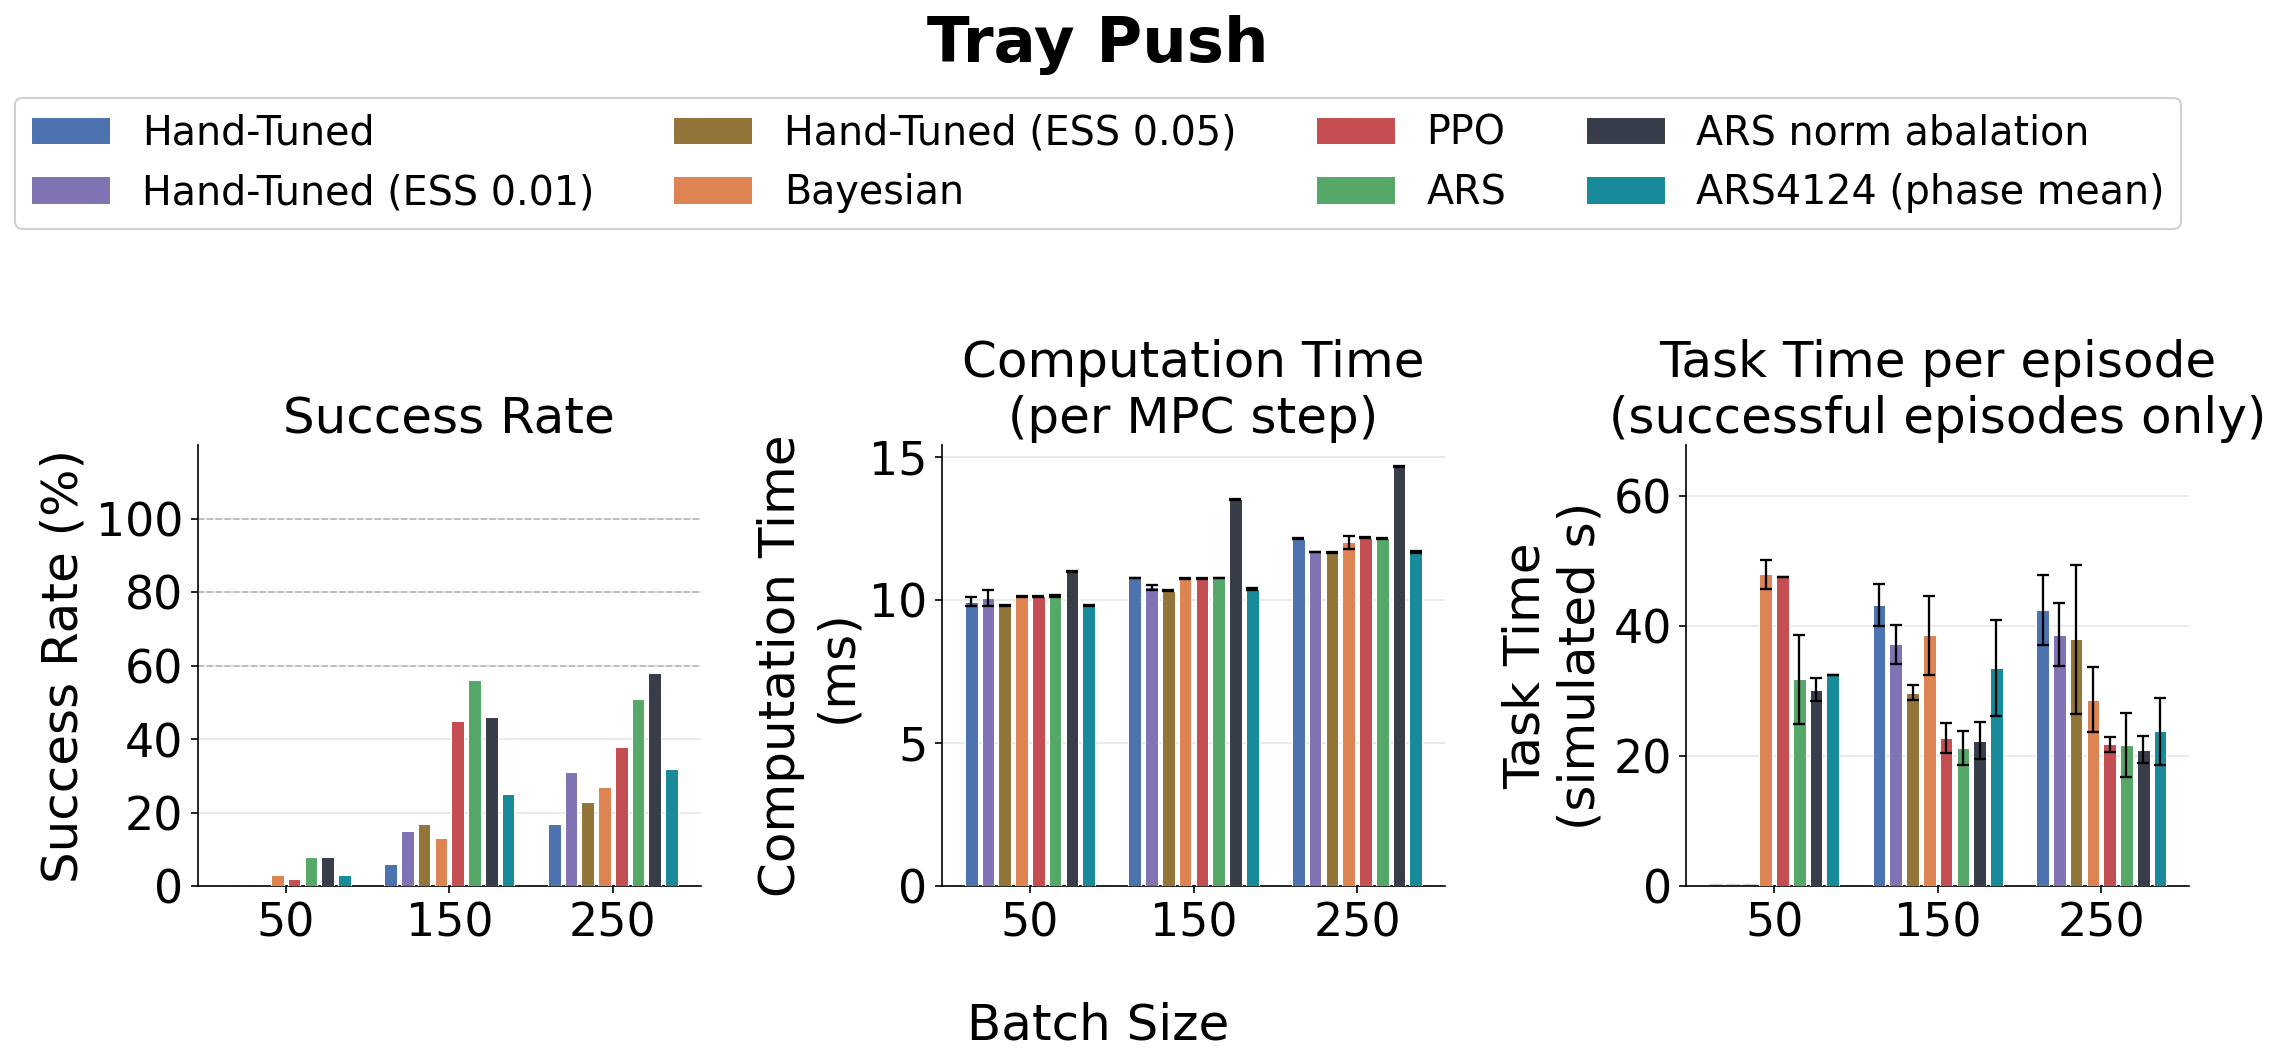 Tray Push
Hand-Tuned
Hand-Tuned (ESS 0.01)
Hand-Tuned (ESS 0.05)
Bayesian
PPO
ARS
ARS norm abalation
ARS4124 (phase mean)
Success Rate
Success Rate (%)
100
80
60
40
20
0
50
150
250
Computation Time
(per MPC step)
Computation Time
(ms)
15
10
5
0
50
150
250
Task Time per episode
(successful episodes only)
Task Time
(simulated s)
60
40
20
0
50
150
250
Batch Size